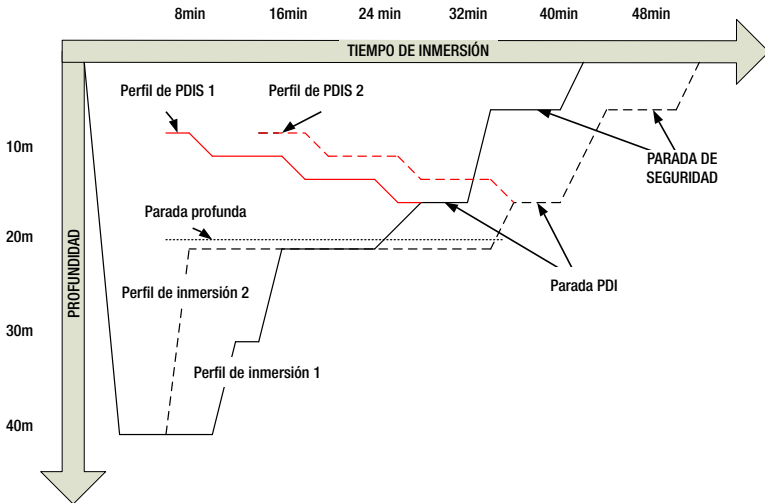 8min 16min 24 min 32min 40min 48min
TIEMPO DE INMERSIÓN
Perfil de PDIS 1 Perfil de PDIS 2
10m
PARADA DE
SEGURIDAD
Parada profunda
20m
PROFUNDIDAD
Perfil de inmersión 2
Parada PDI
30m
Perfil de inmersión 1
40m